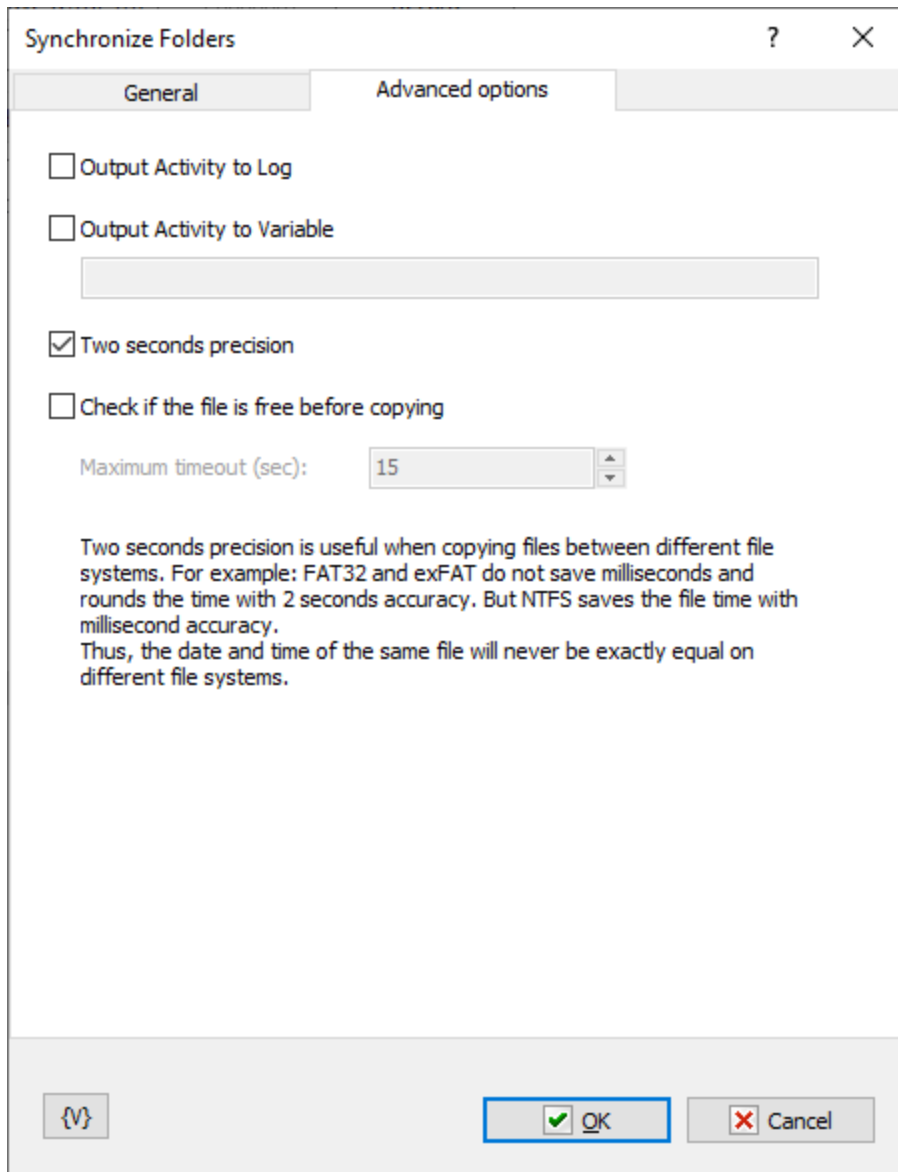 Synchronize Folders
?
General
Advanced options
Output Activity to Log
Output Activity to Variable
Two seconds precision
Check if the file is free before copying
Maximum timeout (sec):
15
Two seconds precision is useful when copying files between different file
systems. For example: FAT32 and exFAT do not save milliseconds and
rounds the time with 2 seconds accuracy. But NTFS saves the file time with
millisecond accuracy.
Thus, the date and time of the same file will never be exactly equal on
different file systems.
{V}
OK
Cancel